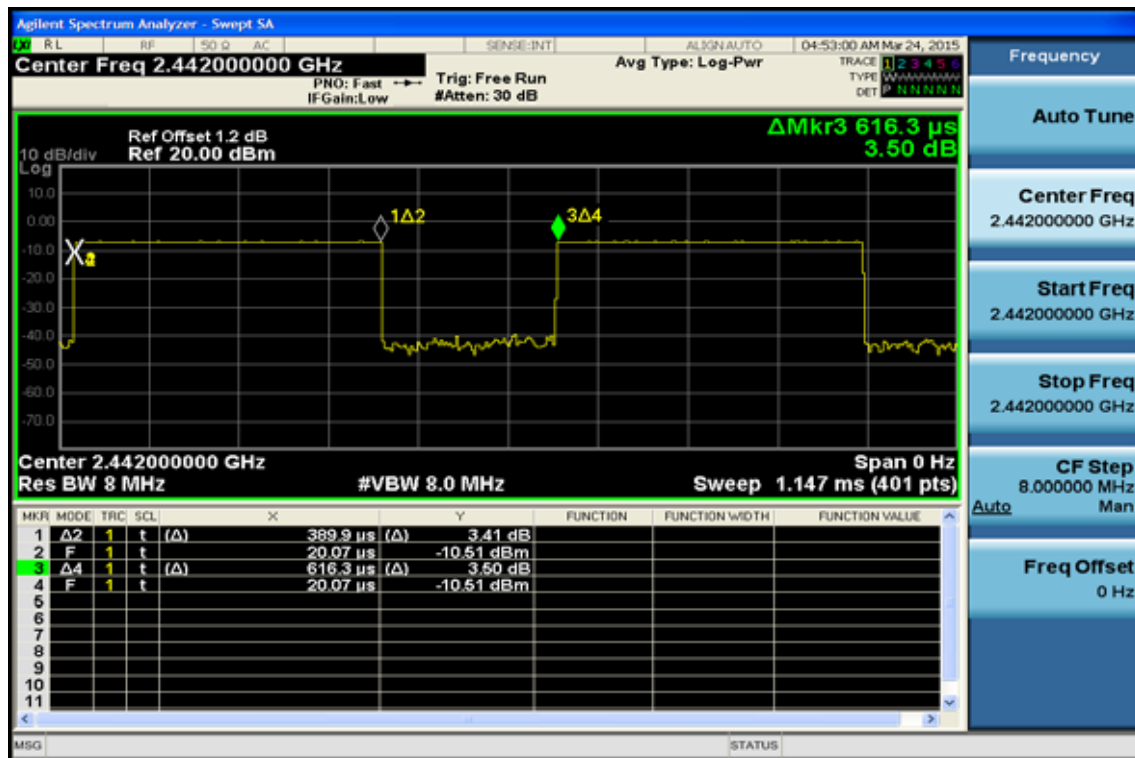 Agilent Spectrum Analyzer - Swept SA
LXI RL RF 50 Ω AC SENSE:INT ALIGN AUTO 04:53:00 AM Mar 24, 2015
Center Freq 2.442000000 GHz
PNO: Fast
IFGain:Low
Trig: Free Run
#Atten: 30 dB
Avg Type: Log-Pwr
TRACE 1 2 3 4 5 6
TYPE W
DET P N N N N N
ΔMkr3 616.3 µs
3.50 dB
Ref Offset 1.2 dB
10 dB/div Ref 20.00 dBm
Log
10.0
0.00
-10.0
-20.0
-30.0
-40.0
-50.0
-60.0
-70.0
1Δ2
3Δ4
Center 2.442000000 GHz Span 0 Hz
Res BW 8 MHz #VBW 8.0 MHz Sweep 1.147 ms (401 pts)
MKR MODE TRC SCL X Y FUNCTION FUNCTION WIDTH FUNCTION VALUE
1 Δ2 1 t (Δ) 389.9 µs (Δ) 3.41 dB
2 F 1 t 20.07 µs -10.51 dBm
3 Δ4 1 t (Δ) 616.3 µs (Δ) 3.50 dB
4 F 1 t 20.07 µs -10.51 dBm
5
6
7
8
9
10
11
MSG STATUS
Frequency
Auto Tune
Center Freq
2.442000000 GHz
Start Freq
2.442000000 GHz
Stop Freq
2.442000000 GHz
CF Step
8.000000 MHz
Auto Man
Freq Offset
0 Hz